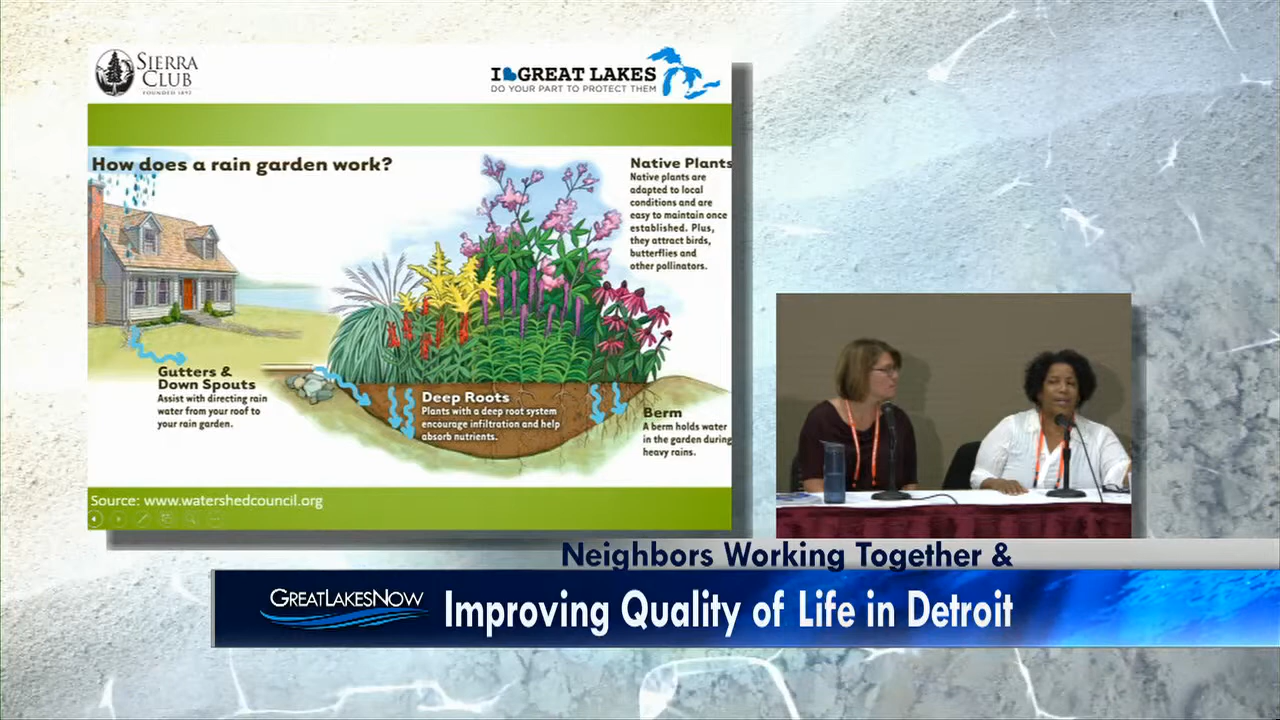 SIERRA
CLUB
FOUNDED 1892
I GREAT LAKES
DO YOUR PART TO PROTECT THEM
How does a rain garden work?
Native Plants
Native plants are
adapted to local
conditions and are
easy to maintain once
established. Plus,
they attract birds,
butterflies and
other pollinators.
Gutters &
Down Spouts
Assist with directing rain
water from your roof to
your rain garden.
Deep Roots
Plants with a deep root system
encourage infiltration and help
absorb nutrients.
Berm
A berm holds water
in the garden during
heavy rains.
Source: www.watershedcouncil.org
Neighbors Working Together &
GREATLAKESNOW
Improving Quality of Life in Detroit